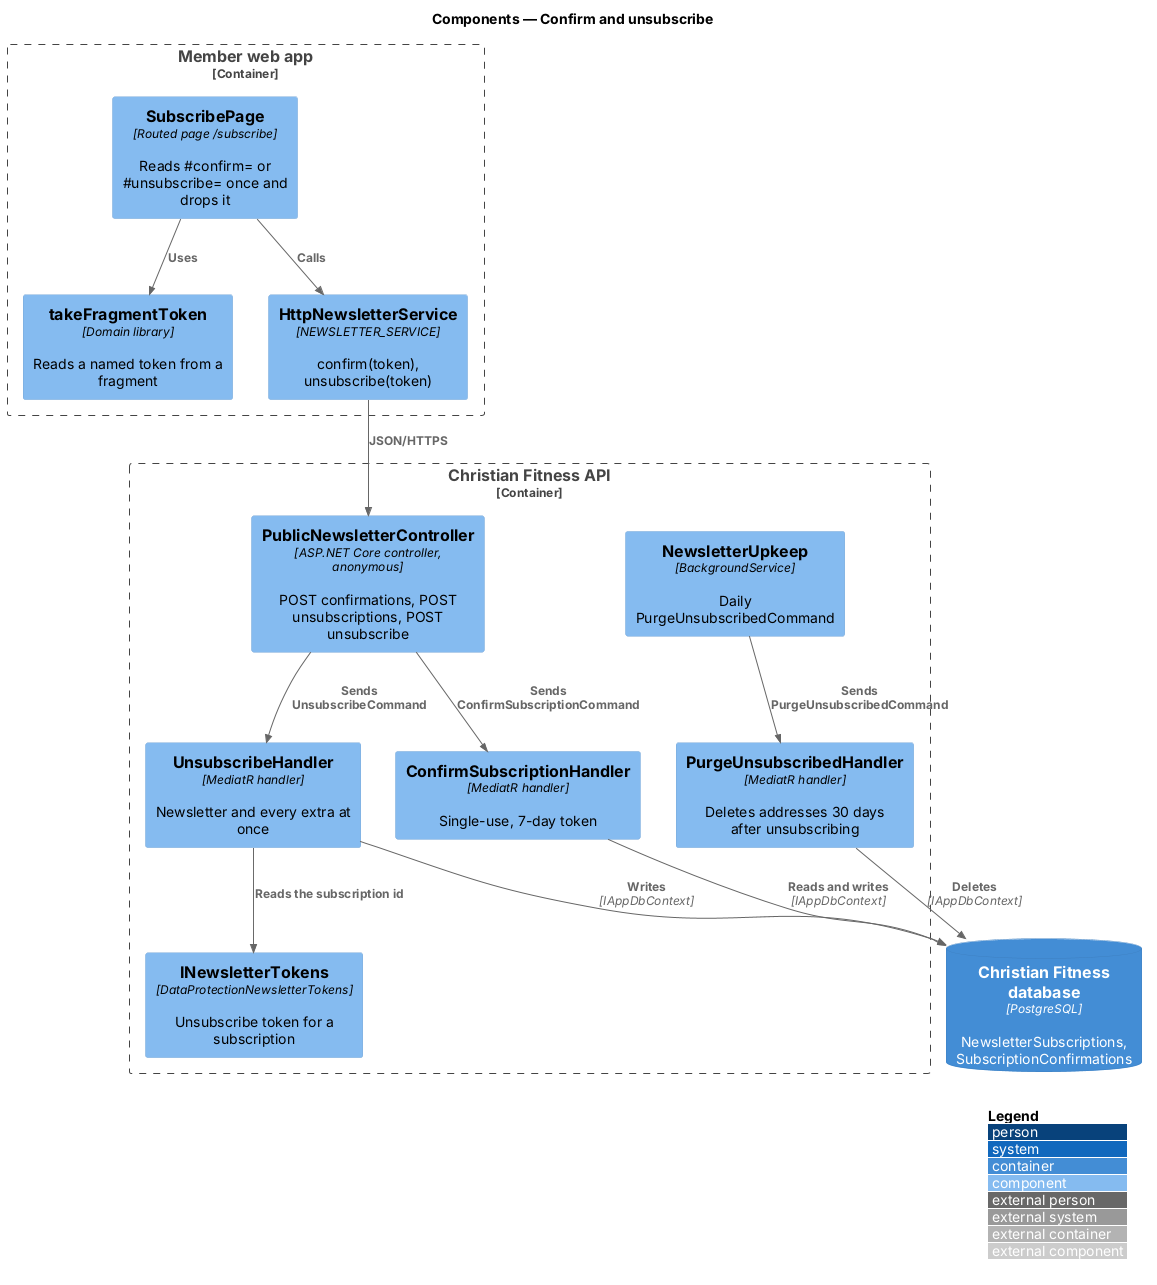 Components — Confirm and unsubscribe
Member web app
[Container]
SubscribePage
[Routed page /subscribe]
Reads #confirm= or
#unsubscribe= once and
drops it
Uses
Calls
takeFragmentToken
[Domain library]
Reads a named token from a
fragment
HttpNewsletterService
[NEWSLETTER_SERVICE]
confirm(token),
unsubscribe(token)
JSON/HTTPS
Christian Fitness API
[Container]
PublicNewsletterController
[ASP.NET Core controller,
anonymous]
POST confirmations, POST
unsubscriptions, POST
unsubscribe
NewsletterUpkeep
[BackgroundService]
Daily
PurgeUnsubscribedCommand
Sends
UnsubscribeCommand
Sends
ConfirmSubscriptionCommand
Sends
PurgeUnsubscribedCommand
UnsubscribeHandler
[MediatR handler]
Newsletter and every extra at
once
ConfirmSubscriptionHandler
[MediatR handler]
Single-use, 7-day token
PurgeUnsubscribedHandler
[MediatR handler]
Deletes addresses 30 days
after unsubscribing
Reads the subscription id
Writes
[IAppDbContext]
Reads and writes
[IAppDbContext]
Deletes
[IAppDbContext]
INewsletterTokens
[DataProtectionNewsletterTokens]
Unsubscribe token for a
subscription
Christian Fitness
database
[PostgreSQL]
NewsletterSubscriptions,
SubscriptionConfirmations
Legend
person
system
container
component
external person
external system
external container
external component